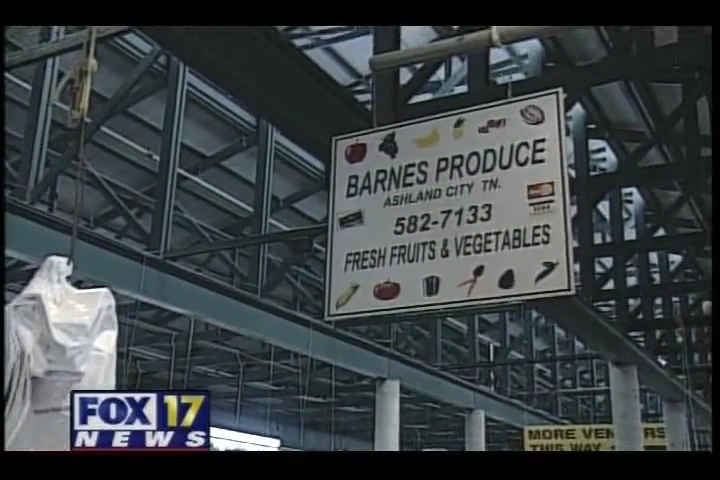 BARNES PRODUCE
ASHLAND CITY TN.
582-7133
FRESH FRUITS & VEGETABLES
FOX 17
NEWS
MORE VENDORS
THIS WAY